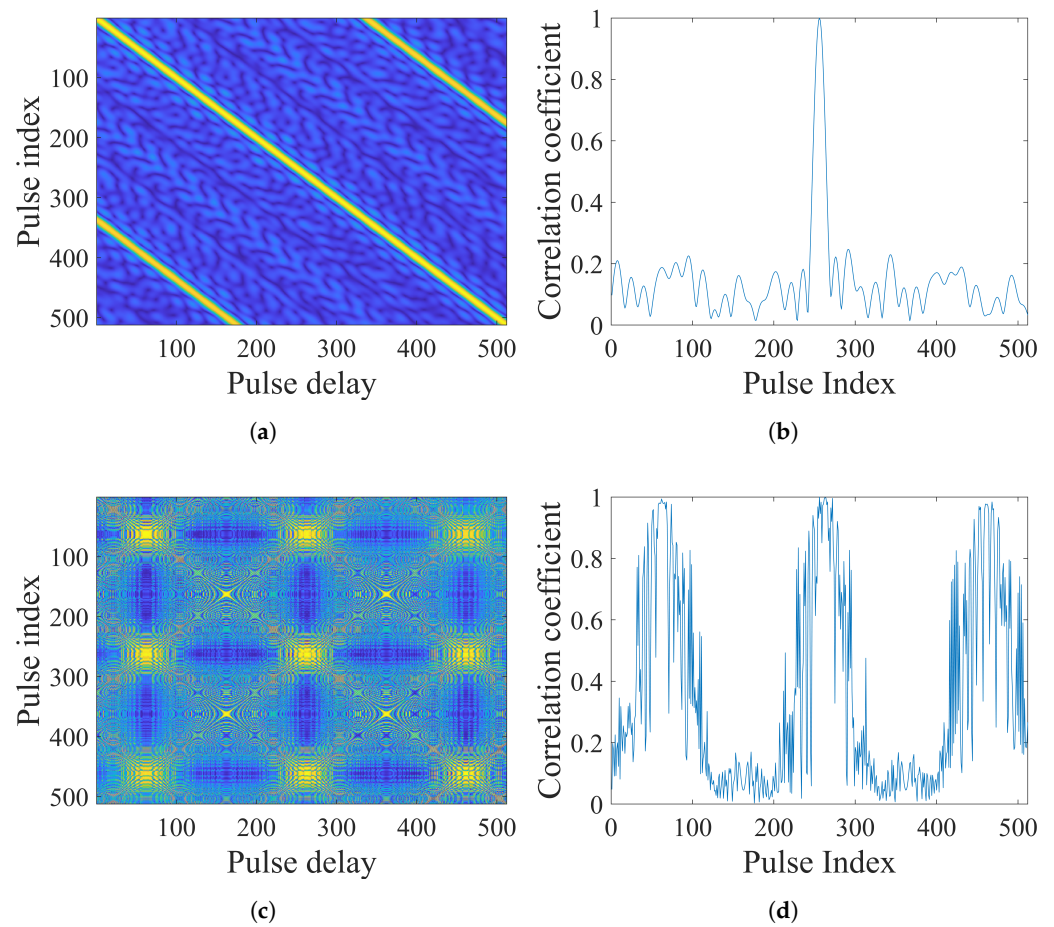 Pulse index
100
200
300
400
500
100 200 300 400 500
Pulse delay
(a)
Correlation coefficient
1
0.8
0.6
0.4
0.2
0
0 100 200 300 400 500
Pulse Index
(b)
Pulse index
100
200
300
400
500
100 200 300 400 500
Pulse delay
(c)
Correlation coefficient
1
0.8
0.6
0.4
0.2
0
0 100 200 300 400 500
Pulse Index
(d)